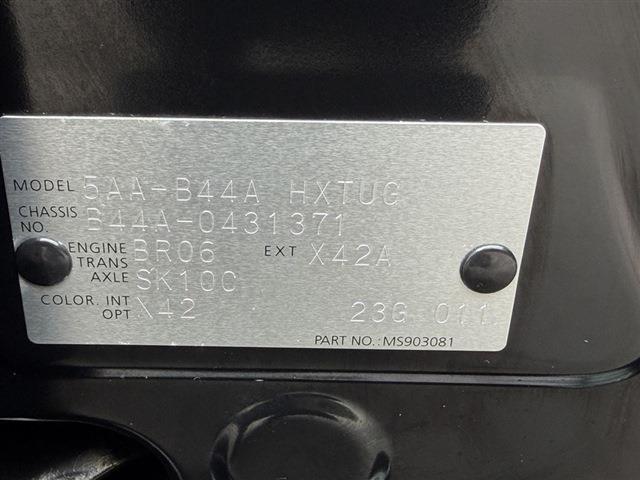 MODEL 5AA-B44A HXTUG
CHASSIS NO. B44A-0431371
ENGINE BR06 EXT X42A
TRANS AXLE SK10C
COLOR. INT X42
OPT 23G 011
PART NO.: MS903081